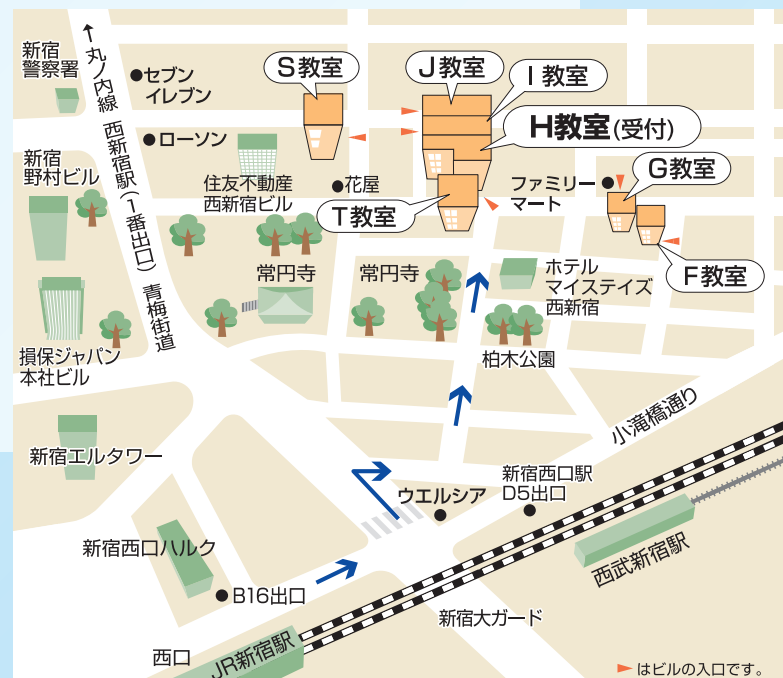 新宿
警察署
↑丸ノ内線 西新宿駅(1番出口) 青梅街道
●セブン
イレブン
●ローソン
S教室
J教室
I教室
H教室(受付)
新宿
野村ビル
住友不動産
西新宿ビル
●花屋
T教室
ファミリー●
マート
G教室
F教室
常円寺
常円寺
ホテル
マイステイズ
西新宿
損保ジャパン
本社ビル
柏木公園
小滝橋通り
新宿エルタワー
ウエルシア
新宿西口駅
D5出口
新宿西口ハルク
●B16出口
西武新宿駅
新宿大ガード
西口
JR新宿駅
はビルの入口です。